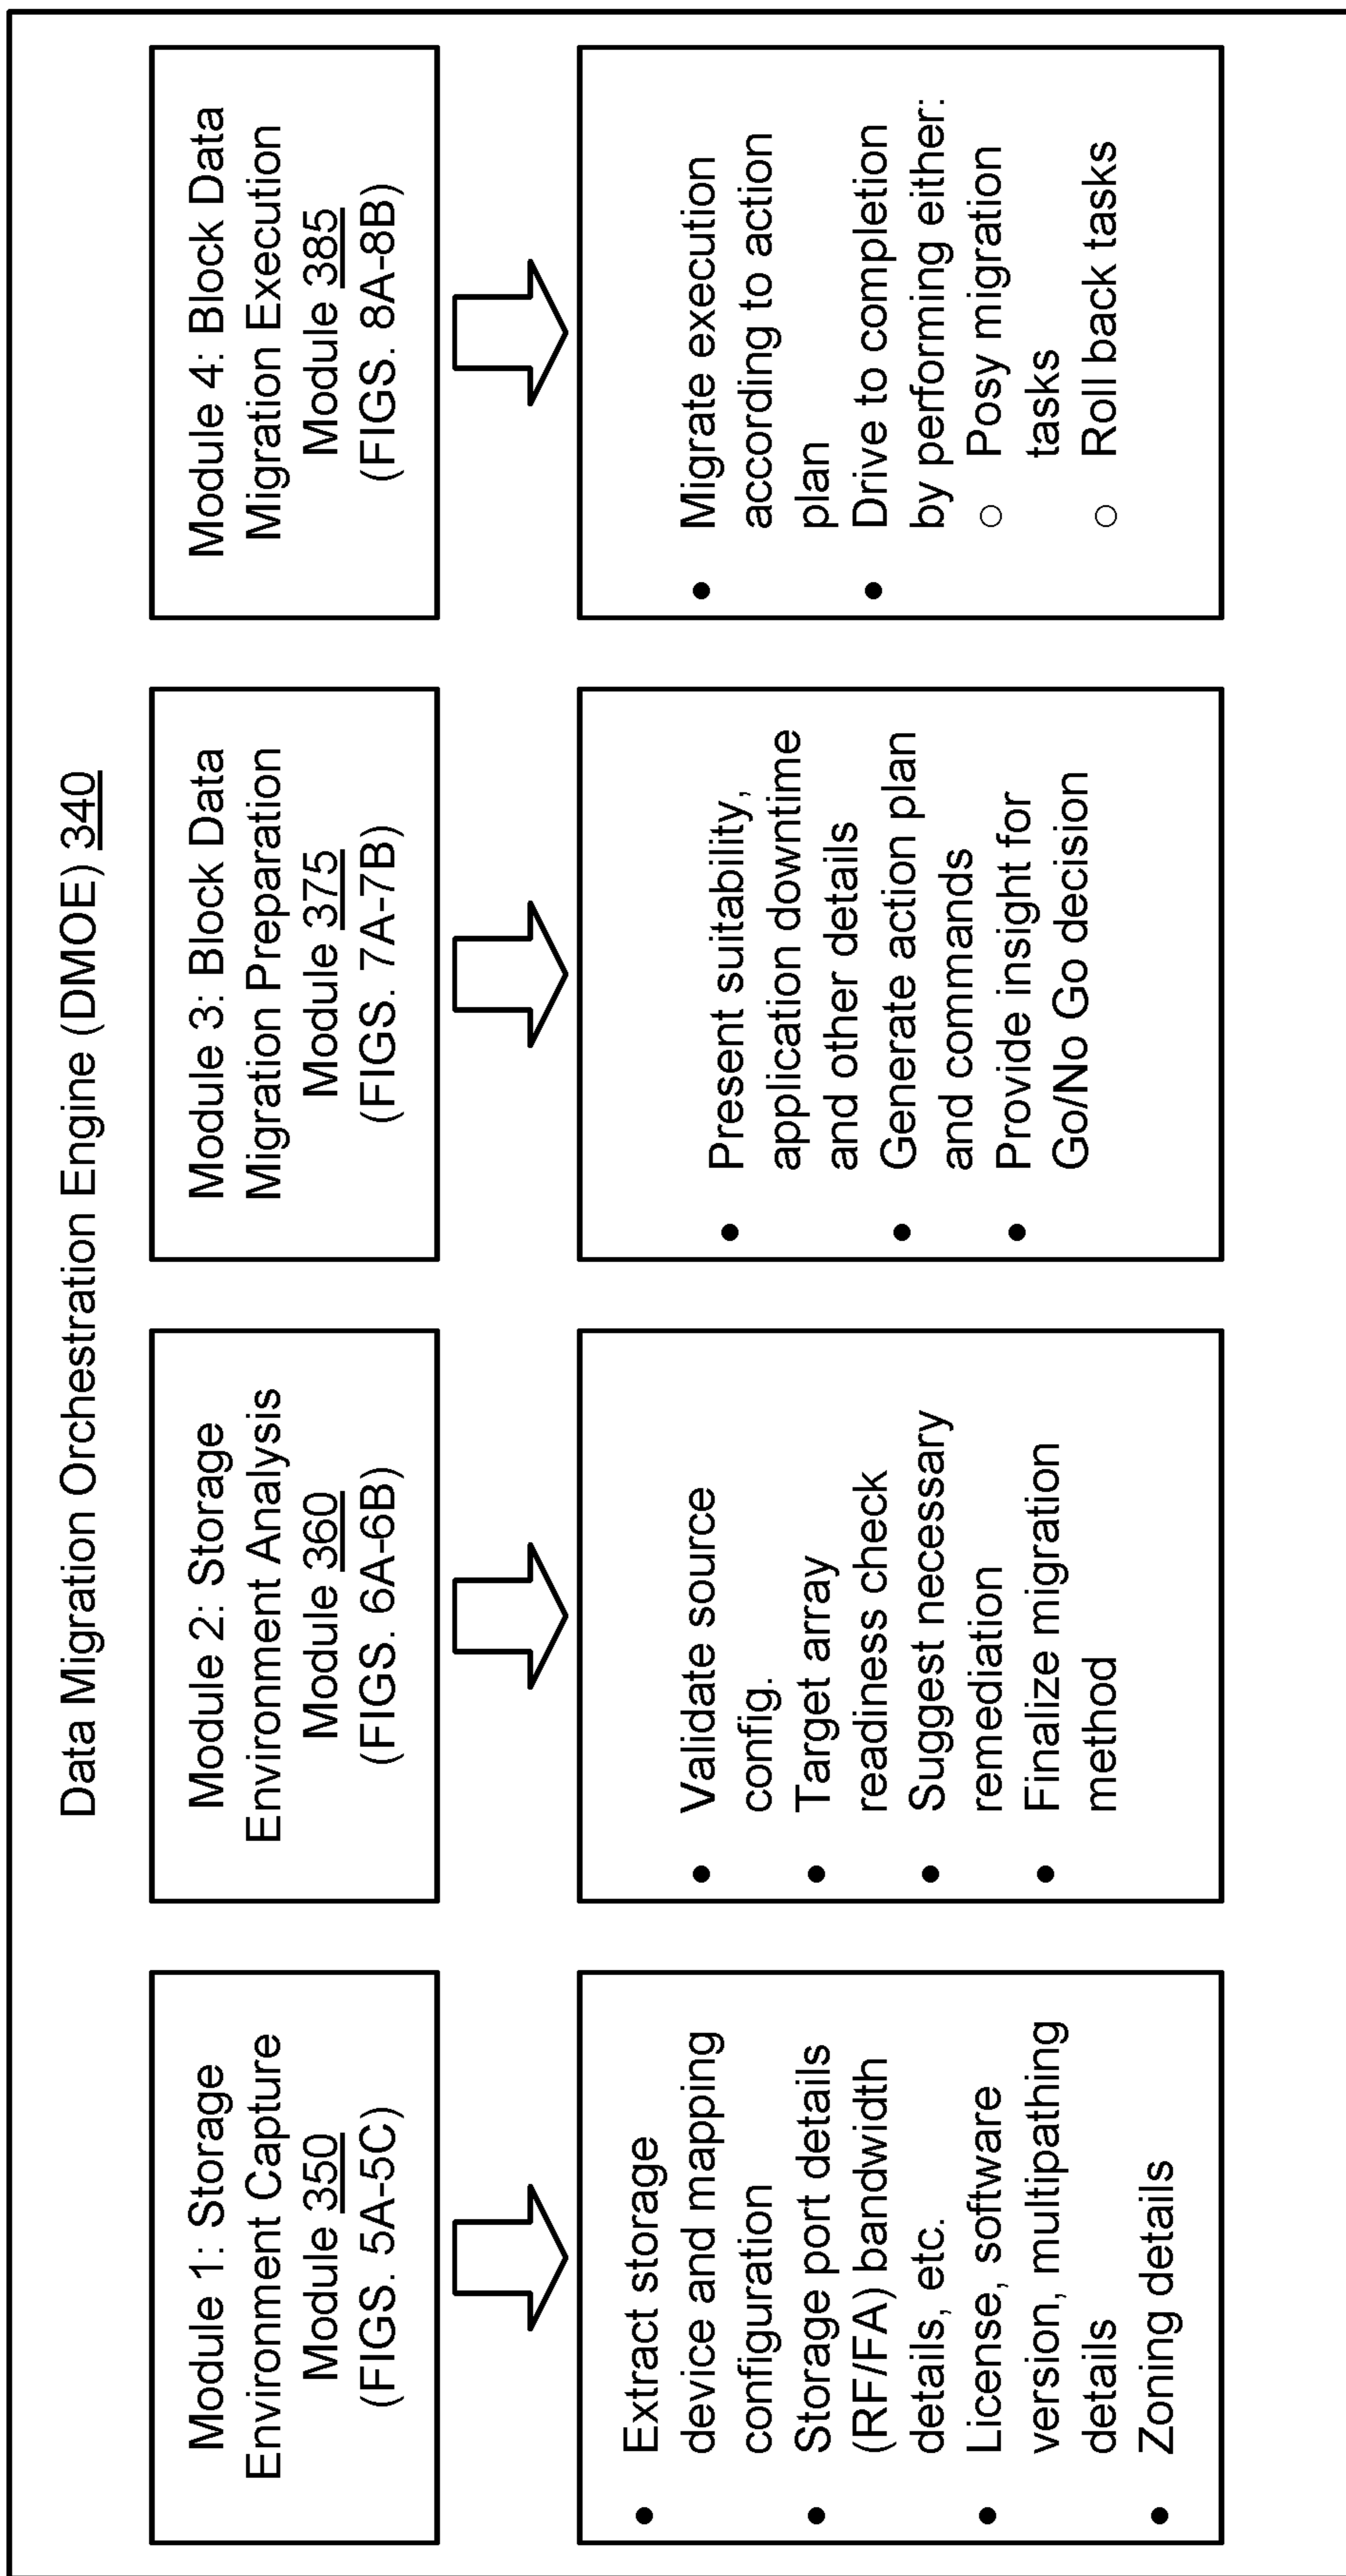 Data Migration Orchestration Engine (DMOE) 340
Module 1: Storage
Environment Capture
Module 350
(FIGS. 5A-5C)
• Extract storage
device and mapping
configuration
• Storage port details
(RF/FA) bandwidth
details, etc.
• License, software
version, multipathing
details
• Zoning details
Module 2: Storage
Environment Analysis
Module 360
(FIGS. 6A-6B)
• Validate source
config.
• Target array
readiness check
• Suggest necessary
remediation
• Finalize migration
method
Module 3: Block Data
Migration Preparation
Module 375
(FIGS. 7A-7B)
• Present suitability,
application downtime
and other details
• Generate action plan
and commands
• Provide insight for
Go/No Go decision
Module 4: Block Data
Migration Execution
Module 385
(FIGS. 8A-8B)
• Migrate execution
according to action
plan
• Drive to completion
by performing either:
○ Posy migration
tasks
○ Roll back tasks